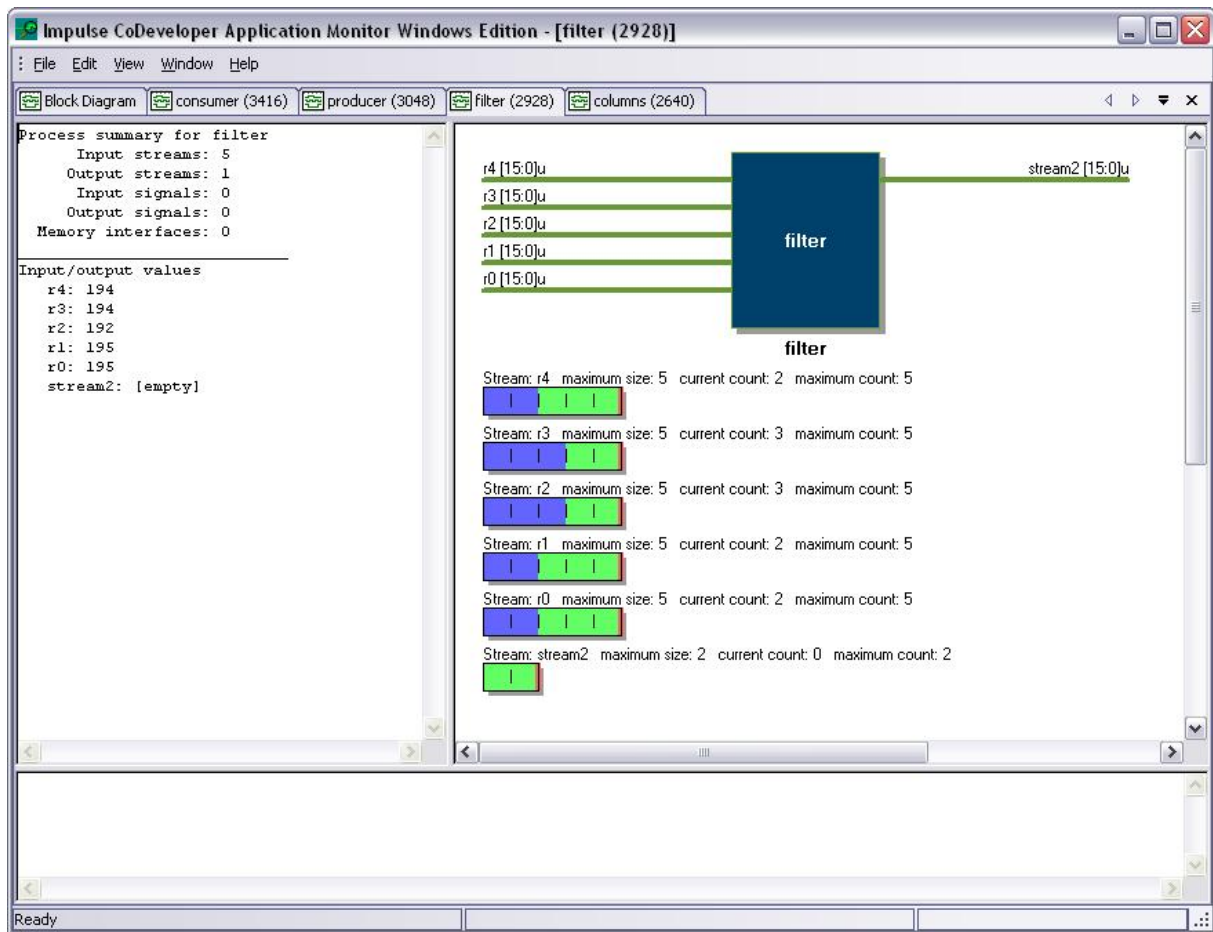 Impulse CoDeveloper Application Monitor Windows Edition - [filter (2928)]
File Edit View Window Help
Block Diagram consumer (3416) producer (3048) filter (2928) columns (2640)
Process summary for filter
Input streams: 5
Output streams: 1
Input signals: 0
Output signals: 0
Memory interfaces: 0
Input/output values
r4: 194
r3: 194
r2: 192
r1: 195
r0: 195
stream2: [empty]
r4 [15:0]u
r3 [15:0]u
r2 [15:0]u
r1 [15:0]u
r0 [15:0]u
filter
stream2 [15:0]u
filter
Stream: r4 maximum size: 5 current count: 2 maximum count: 5
Stream: r3 maximum size: 5 current count: 3 maximum count: 5
Stream: r2 maximum size: 5 current count: 3 maximum count: 5
Stream: r1 maximum size: 5 current count: 2 maximum count: 5
Stream: r0 maximum size: 5 current count: 2 maximum count: 5
Stream: stream2 maximum size: 2 current count: 0 maximum count: 2
Ready